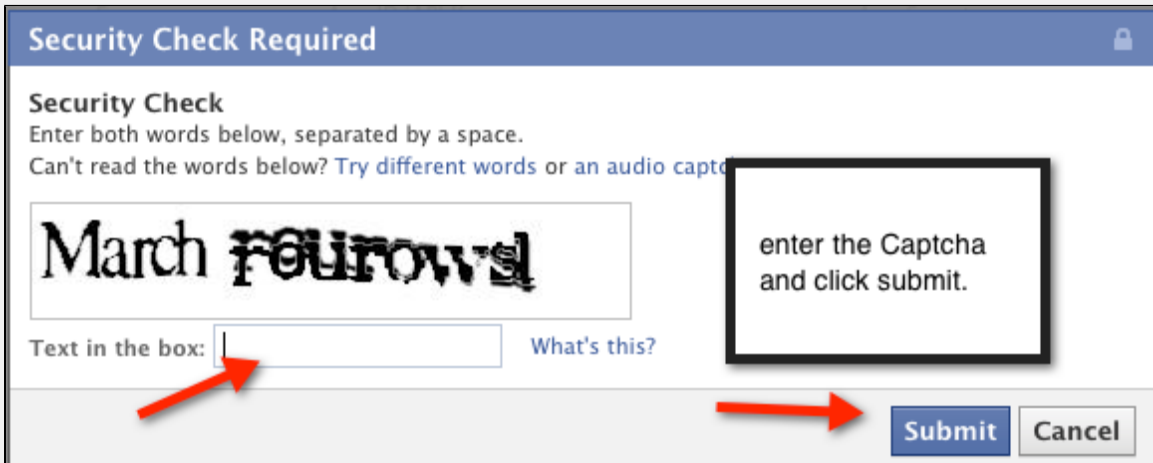 Security Check Required
Security Check
Enter both words below, separated by a space.
Can't read the words below? Try different words or an audio captc
March
enter the Captcha
and click submit.
Text in the box:
What's this?
Submit Cancel